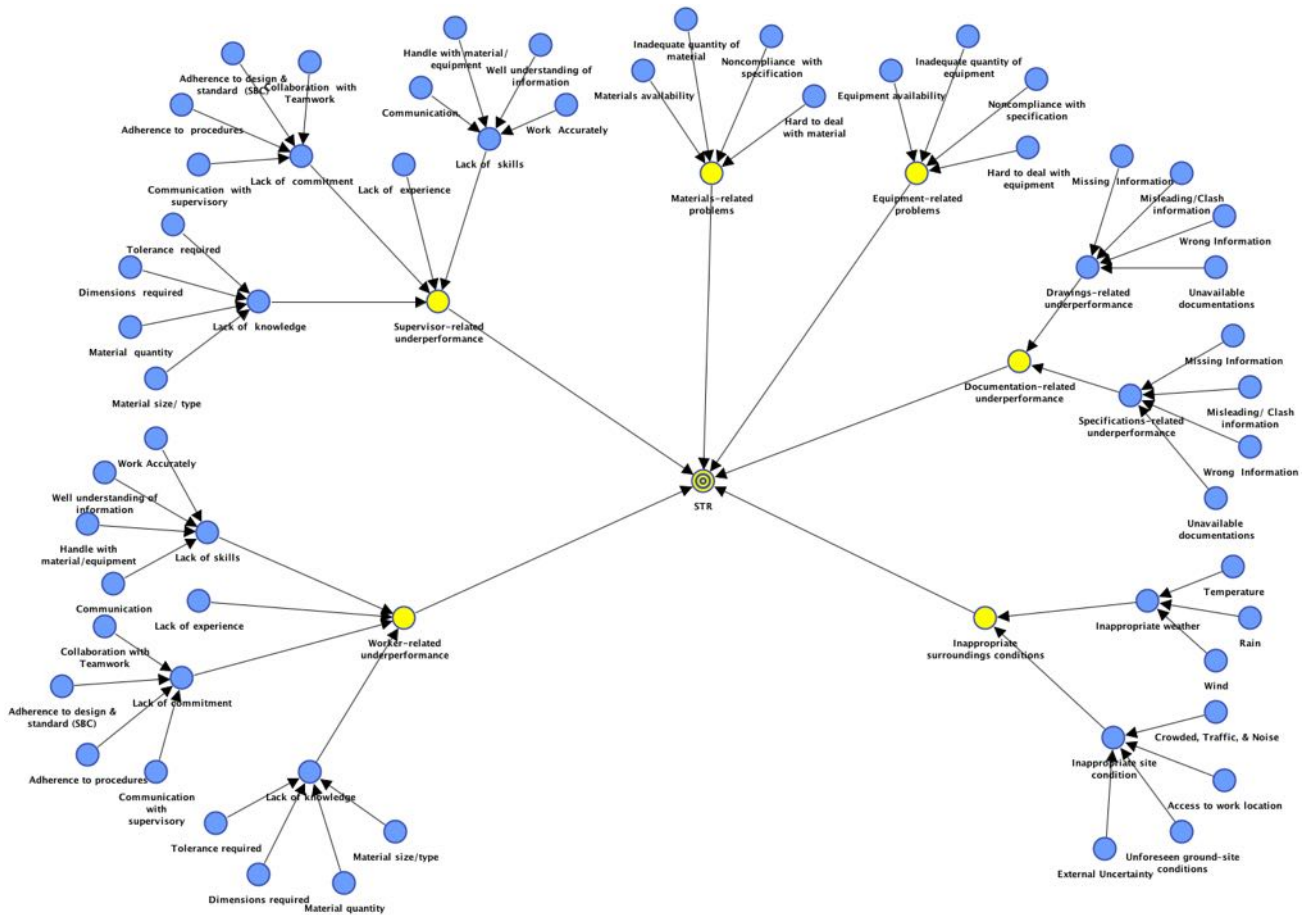 Handle with material/
equipment
Well understanding of
information
Communication
Work Accurately
Lack of skills
Adherence to design &
standard (SBC)
Collaboration with
Teamwork
Adherence to procedures
Communication with
supervisory
Lack of commitment
Lack of experience
Tolerance required
Dimensions required
Material quantity
Material size/ type
Lack of knowledge
Supervisor-related
underperformance
Inadequate quantity of
material
Noncompliance with
specification
Materials availability
Hard to deal
with material
Materials-related
problems
Inadequate quantity of
equipment
Equipment availability
Noncompliance with
specification
Hard to deal with
equipment
Equipment-related
problems
Missing Information
Misleading/Clash
information
Wrong Information
Unavailable
documentations
Drawings-related
underperformance
Documentation-related
underperformance
Missing Information
Misleading/ Clash
information
Specifications-related
underperformance
Wrong Information
Unavailable
documentations
STR
Work Accurately
Well understanding of
information
Handle with
material/equipment
Communication
Lack of skills
Lack of experience
Collaboration with
Teamwork
Adherence to design &
standard (SBC)
Adherence to procedures
Communication
with
supervisory
Lack of commitment
Worker-related
underperformance
Lack of knowledge
Tolerance required
Dimensions required
Material quantity
Material size/type
Inappropriate
surroundings conditions
Inappropriate weather
Temperature
Rain
Wind
Crowded, Traffic, & Noise
Inappropriate site
condition
Access to work location
Unforeseen ground-site
conditions
External Uncertainty